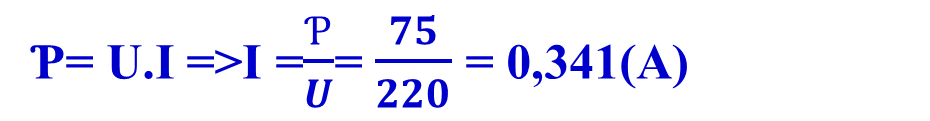 𝒫= U.I =>I =𝒫/U= 75/220 = 0,341(A)